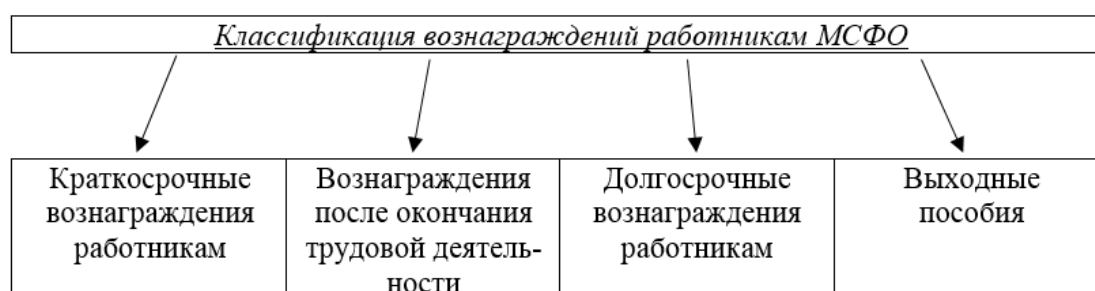 Классификация вознаграждений работникам МСФО
Краткосрочные
вознаграждения
работникам
Вознаграждения
после окончания
трудовой деятель-
ности
Долгосрочные
вознаграждения
работникам
Выходные
пособия